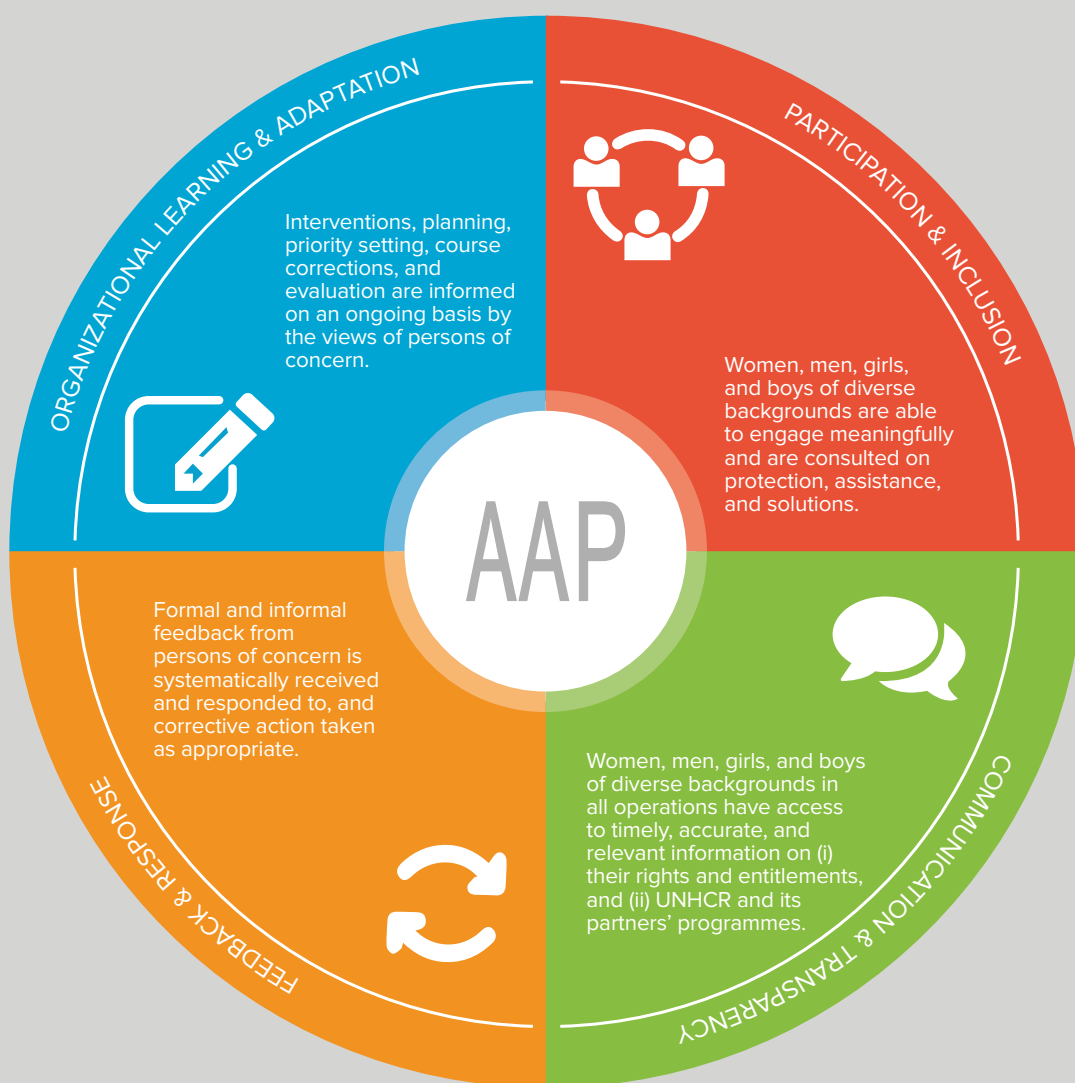 ORGANIZATIONAL LEARNING & ADAPTATION
Interventions, planning,
priority setting, course
corrections, and
evaluation are informed
on an ongoing basis by
the views of persons of
concern.
PARTICIPATION & INCLUSION
Women, men, girls,
and boys of diverse
backgrounds are able
to engage meaningfully
and are consulted on
protection, assistance,
and solutions.
AAP
Formal and informal
feedback from
persons of concern is
systematically received
and responded to, and
corrective action taken
as appropriate.
FEEDBACK & RESPONSE
Women, men, girls, and boys
of diverse backgrounds in
all operations have access
to timely, accurate, and
relevant information on (i)
their rights and entitlements,
and (ii) UNHCR and its
partners’ programmes.
COMMUNICATION & TRANSPARENCY